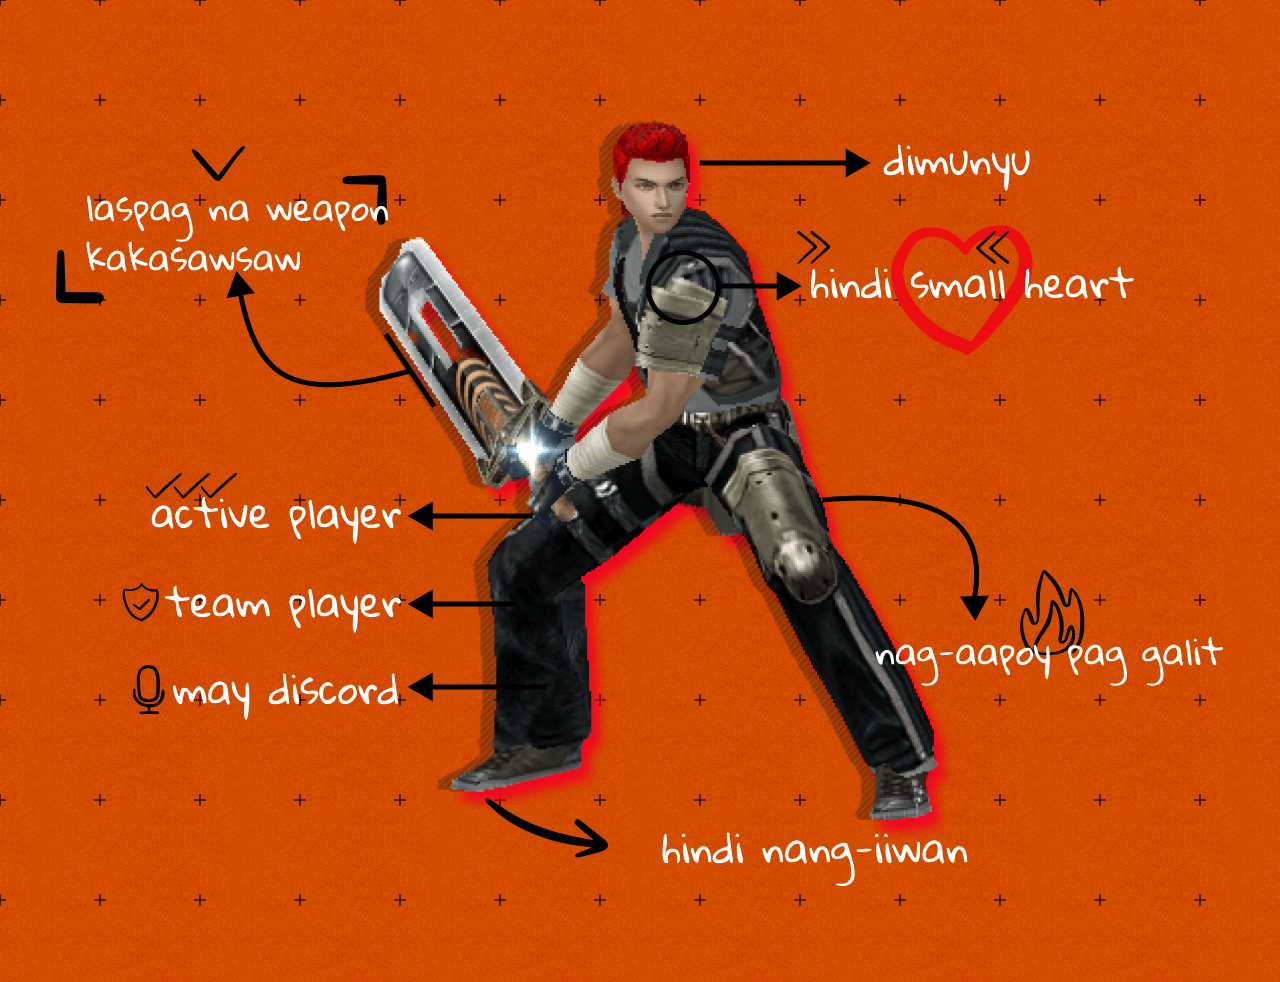 dimunyu
laspag na weapon
kakasawsaw
hindi small heart
active player
team player
nag-aapoy pag galit
may discord
hindi nang-iiwan